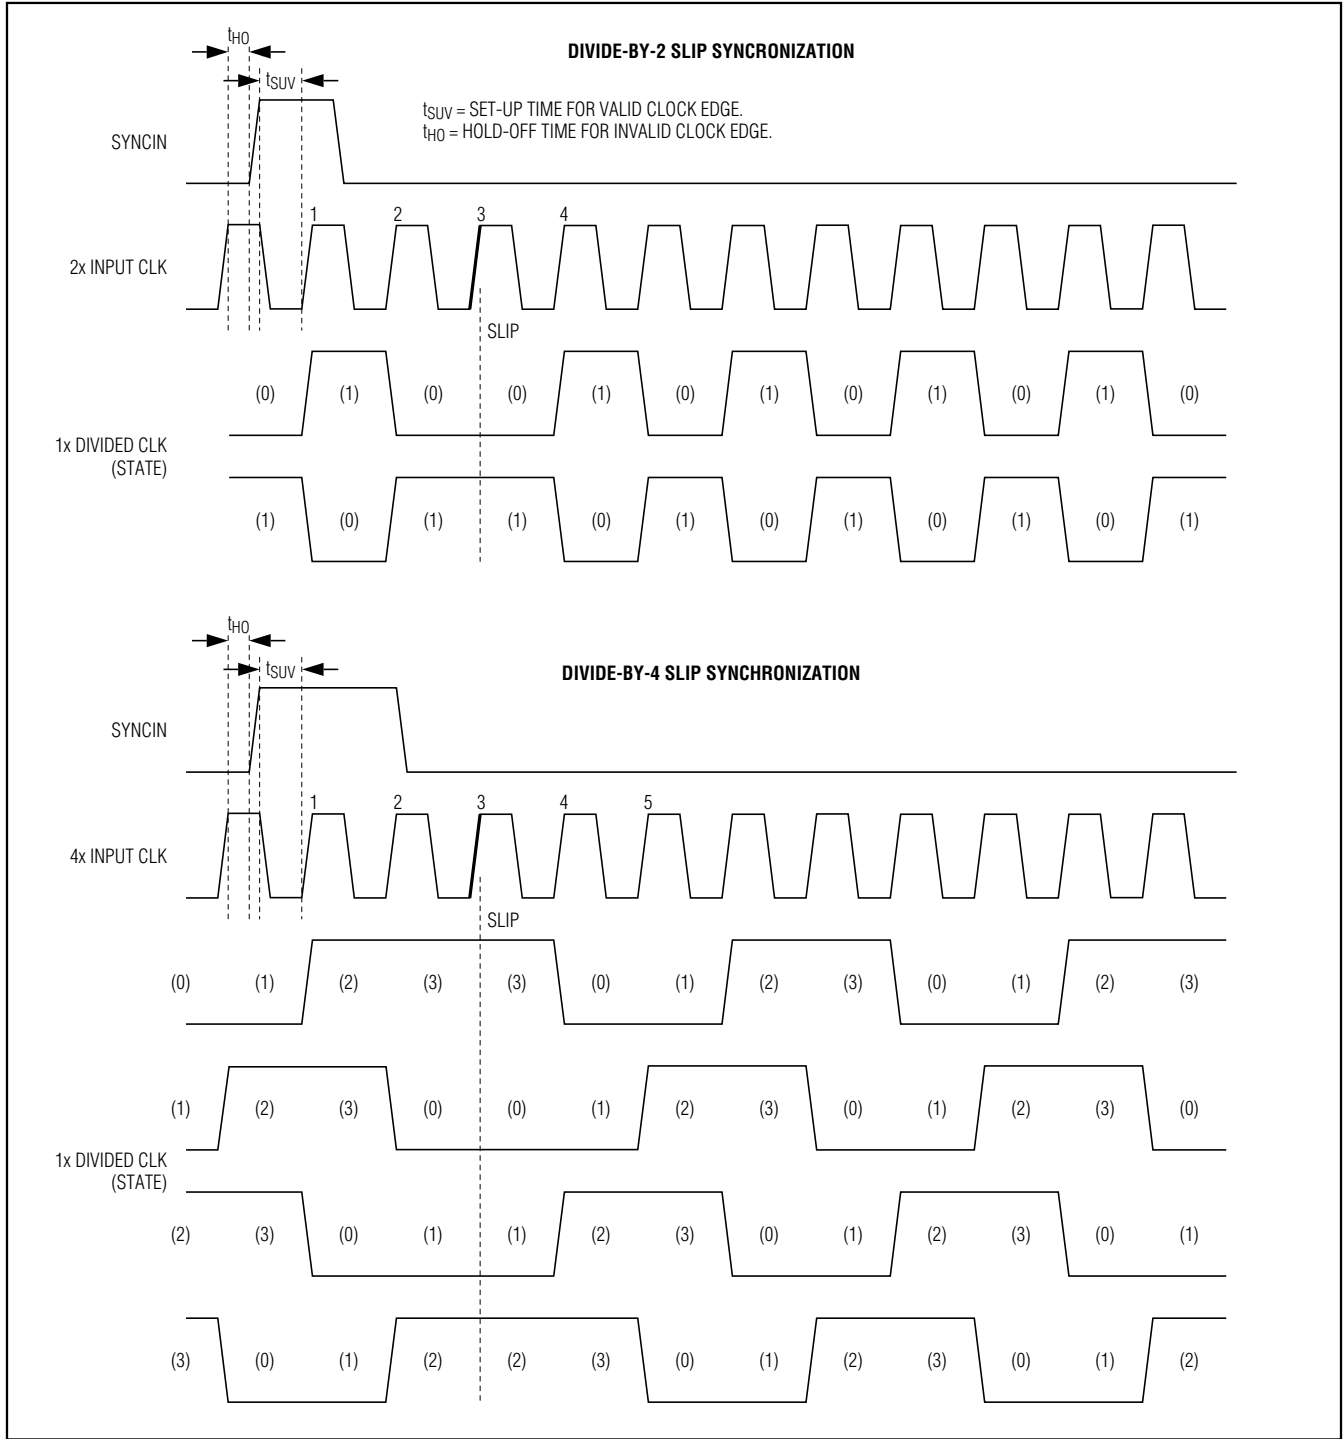 tHO
DIVIDE-BY-2 SLIP SYNCRONIZATION
tSUV
tSUV = SET-UP TIME FOR VALID CLOCK EDGE.
tHO = HOLD-OFF TIME FOR INVALID CLOCK EDGE.
SYNCIN
1 2 3 4
2x INPUT CLK
SLIP
(0) (1) (0) (0) (1) (0) (1) (0) (1) (0) (1) (0)
1x DIVIDED CLK
(STATE)
(1) (0) (1) (1) (0) (1) (0) (1) (0) (1) (0) (1)
tHO
tSUV
DIVIDE-BY-4 SLIP SYNCHRONIZATION
SYNCIN
1 2 3 4 5
4x INPUT CLK
SLIP
(0) (1) (2) (3) (3) (0) (1) (2) (3) (0) (1) (2) (3)
(1) (2) (3) (0) (0) (1) (2) (3) (0) (1) (2) (3) (0)
1x DIVIDED CLK
(STATE)
(2) (3) (0) (1) (1) (2) (3) (0) (1) (2) (3) (0) (1)
(3) (0) (1) (2) (2) (3) (0) (1) (2) (3) (0) (1) (2)